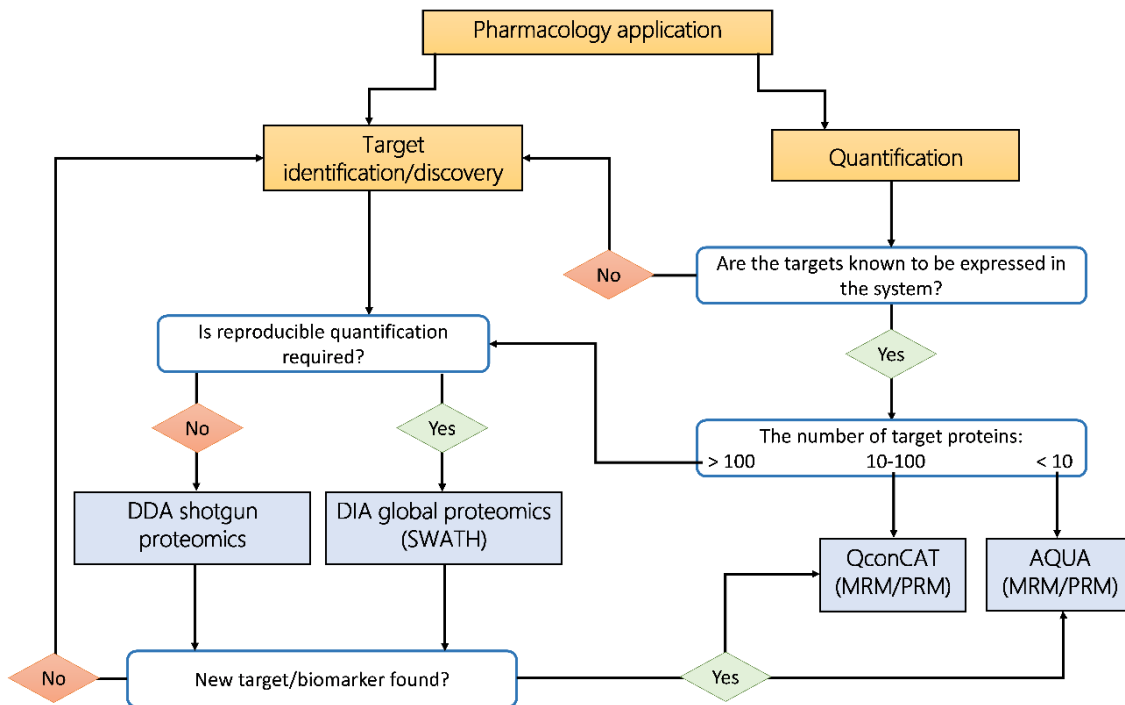 Pharmacology application
Target
identification/discovery
Quantification
No
Are the targets known to be expressed in
the system?
Is reproducible quantification
required?
Yes
No
Yes
The number of target proteins:
> 100 10-100 < 10
DDA shotgun
proteomics
DIA global proteomics
(SWATH)
QconCAT
(MRM/PRM)
AQUA
(MRM/PRM)
No
New target/biomarker found?
Yes